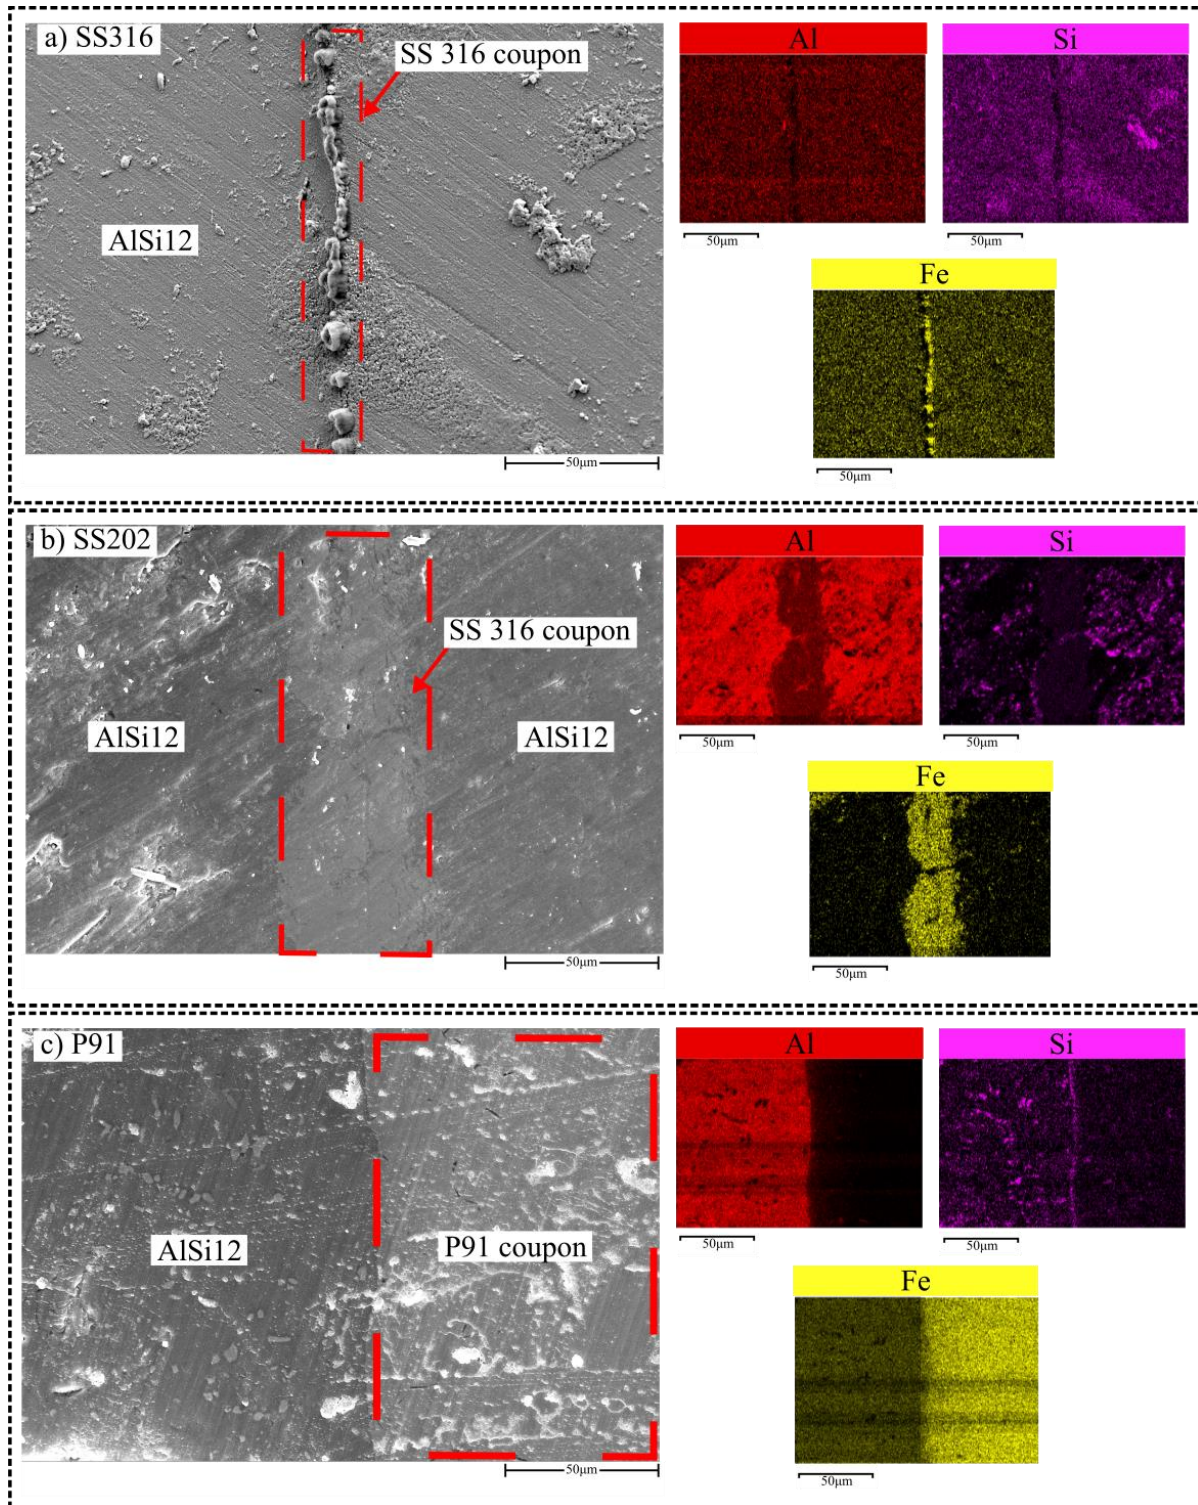 a) SS316
SS 316 coupon
AlSi12
50μm
Al
Si
50μm
50μm
Fe
50μm
b) SS202
SS 316 coupon
AlSi12
AlSi12
50μm
Al
Si
50μm
50μm
Fe
50μm
c) P91
AlSi12
P91 coupon
50μm
Al
Si
50μm
50μm
Fe
50μm